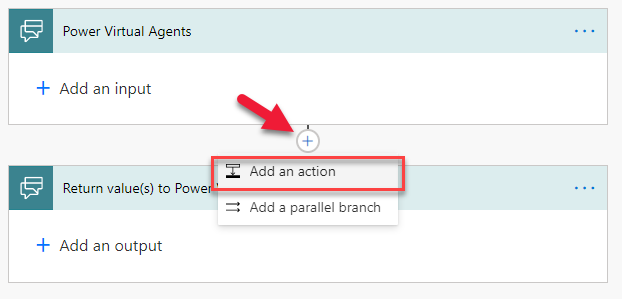 Power Virtual Agents
Add an input
Add an action
Return value(s) to Power
Add a parallel branch
Add an output